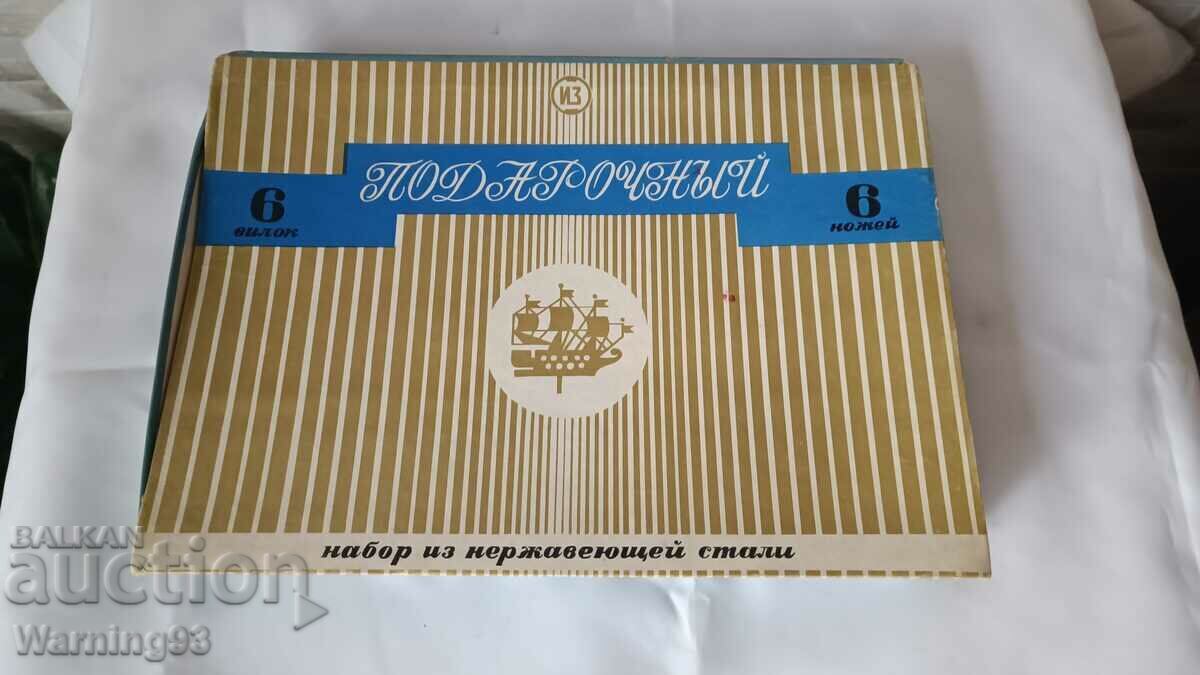 ИЗ
ПОДАРОЧНЫЙ
6
вилок
6
ножей
набор из нержавеющей стали
BALKAN
auction
Warning93